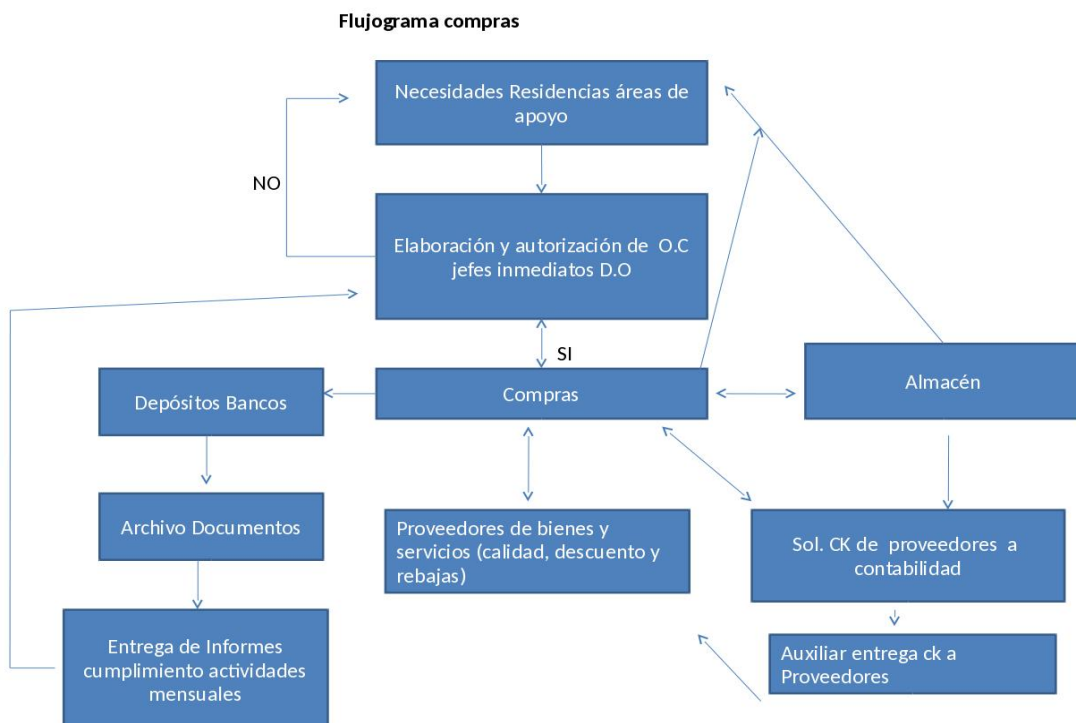 Flujograma compras
Necesidades Residencias áreas de
apoyo
NO
Elaboración y autorización de O.C
jefes inmediatos D.O
SI
Depósitos Bancos
Compras
Almacén
Archivo Documentos
Proveedores de bienes y
servicios (calidad, descuento y
rebajas)
Sol. CK de proveedores a
contabilidad
Entrega de Informes
cumplimiento actividades
mensuales
Auxiliar entrega ck a
Proveedores